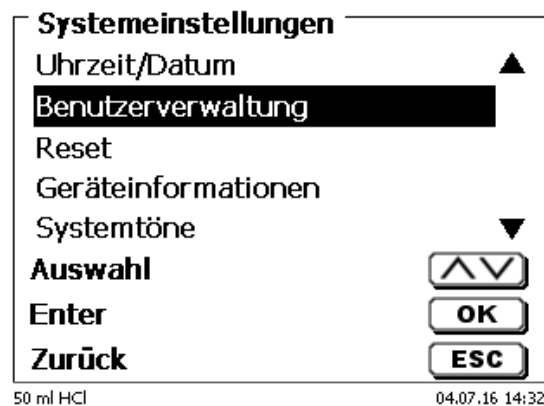 Systemeinstellungen
Uhrzeit/Datum
Benutzerverwaltung
Reset
Geräteinformationen
Systemtöne
Auswahl
Enter OK
Zurück ESC
50 ml HCl 04.07.16 14:32